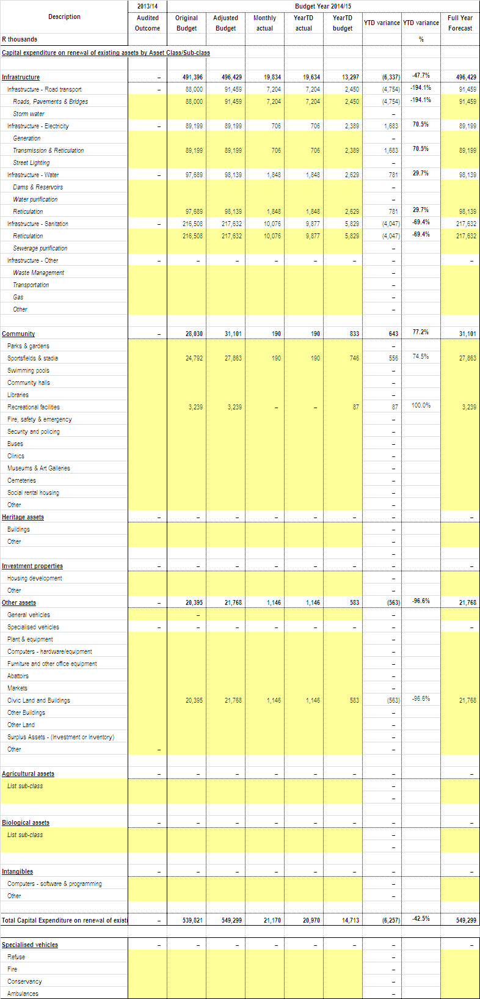 2013/14 Budget Year 2014/15
Description Audited Outcome Original Budget Adjusted Budget Monthly actual YearTD actual YearTD budget YTD variance YTD variance Full Year Forecast
R thousands %
Capital expenditure on renewal of existing assets by Asset Class/Sub-class
Infrastructure – 491,396 496,429 19,834 19,634 13,297 (6,337) -47.7% 496,429
Infrastructure - Road transport – 88,000 91,459 7,204 7,204 2,450 (4,754) -194.1% 91,459
Roads, Pavements & Bridges 88,000 91,459 7,204 7,204 2,450 (4,754) -194.1% 91,459
Storm water –
Infrastructure - Electricity – 89,199 89,199 706 706 2,389 1,683 70.5% 89,199
Generation –
Transmission & Reticulation 89,199 89,199 706 706 2,389 1,683 70.5% 89,199
Street Lighting –
Infrastructure - Water – 97,689 98,139 1,848 1,848 2,629 781 29.7% 98,139
Dams & Reservoirs –
Water purification –
Reticulation 97,689 98,139 1,848 1,848 2,629 781 29.7% 98,139
Infrastructure - Sanitation – 216,508 217,632 10,076 9,877 5,829 (4,047) -69.4% 217,632
Reticulation 216,508 217,632 10,076 9,877 5,829 (4,047) -69.4% 217,632
Sewerage purification –
Infrastructure - Other – – – – – – – –
Waste Management –
Transportation –
Gas –
Other –
Community – 28,030 31,101 190 190 833 643 77.2% 31,101
Parks & gardens –
Sportsfields & stadia 24,792 27,863 190 190 746 556 74.5% 27,863
Swimming pools –
Community halls –
Libraries –
Recreational facilities 3,239 3,239 – – 87 87 100.0% 3,239
Fire, safety & emergency –
Security and policing –
Buses –
Clinics –
Museums & Art Galleries –
Cemeteries –
Social rental housing –
Other –
Heritage assets – – – – – – – –
Buildings –
Other –
–
Investment properties – – – – – – – –
Housing development –
Other –
Other assets – 20,395 21,768 1,146 1,146 583 (563) -96.6% 21,768
General vehicles – –
Specialised vehicles – – – – – – – –
Plant & equipment –
Computers - hardware/equipment –
Furniture and other office equipment –
Abattoirs –
Markets –
Civic Land and Buildings 20,395 21,768 1,146 1,146 583 (563) -96.6% 21,768
Other Buildings –
Other Land –
Surplus Assets - (Investment or Inventory) –
Other – –
Agricultural assets – – – – – – – –
List sub-class –
–
Biological assets – – – – – – – –
List sub-class –
–
Intangibles – – – – – – – –
Computers - software & programming –
Other –
Total Capital Expenditure on renewal of existi – 539,821 549,299 21,170 20,970 14,713 (6,257) -42.5% 549,299
Specialised vehicles – – – – – – – –
Refuse –
Fire –
Conservancy –
Ambulances –